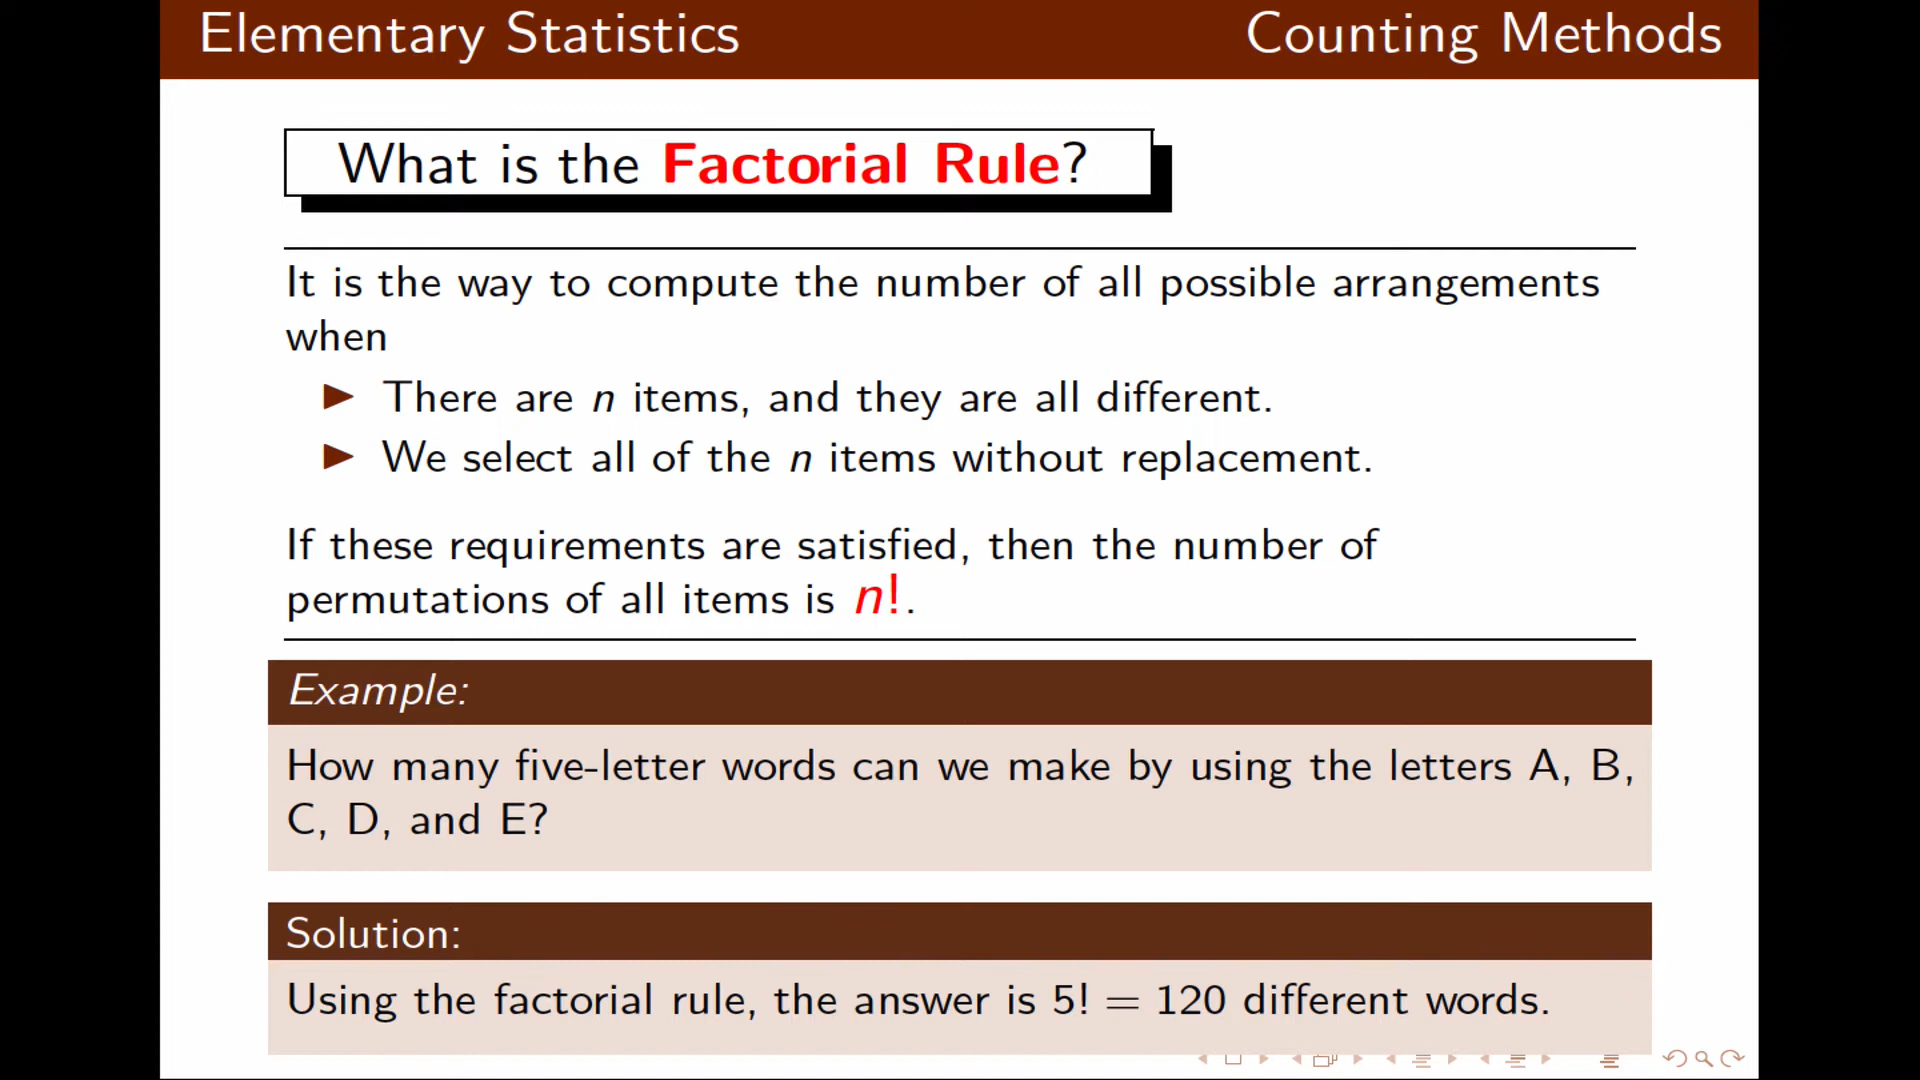 Elementary Statistics Counting Methods
What is the Factorial Rule?
It is the way to compute the number of all possible arrangements
when
There are n items, and they are all different.
We select all of the n items without replacement.
If these requirements are satisfied, then the number of
permutations of all items is n!.
Example:
How many five-letter words can we make by using the letters A, B,
C, D, and E?
Solution:
Using the factorial rule, the answer is 5! = 120 different words.